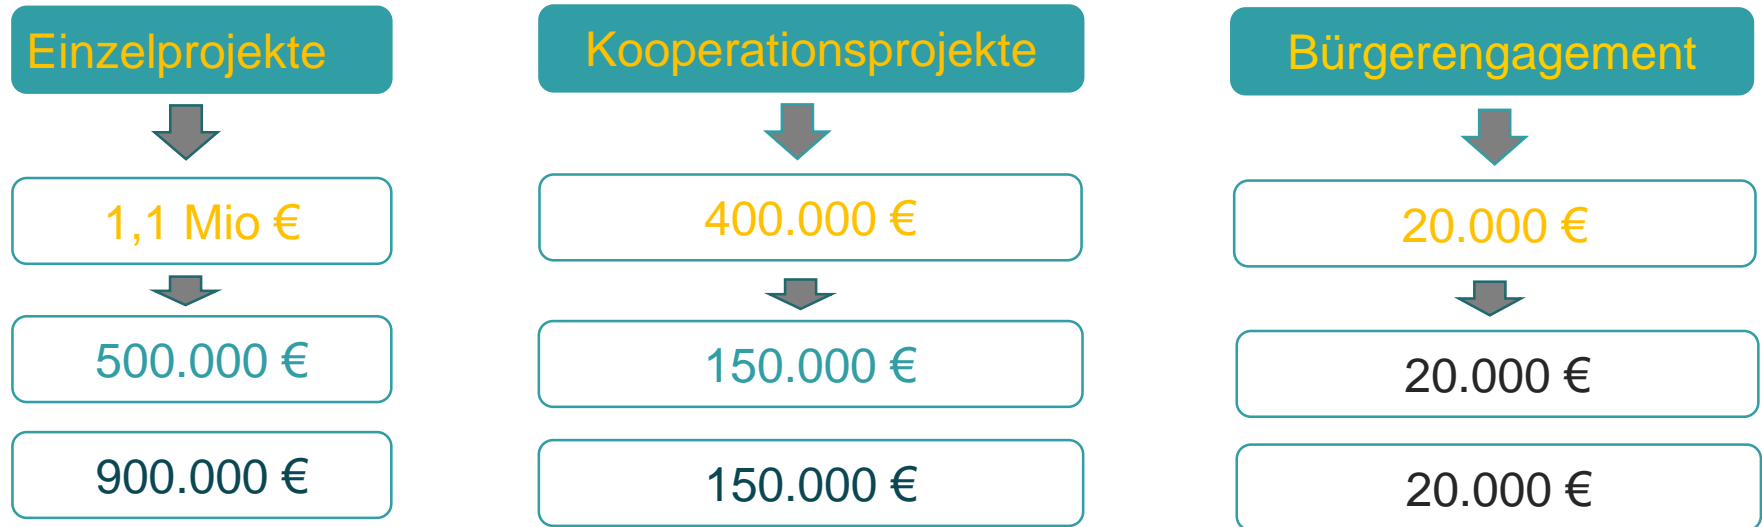 Einzelprojekte
Kooperationsprojekte
Bürgerengagement
1,1 Mio €
400.000 €
20.000 €
500.000 €
150.000 €
20.000 €
900.000 €
150.000 €
20.000 €